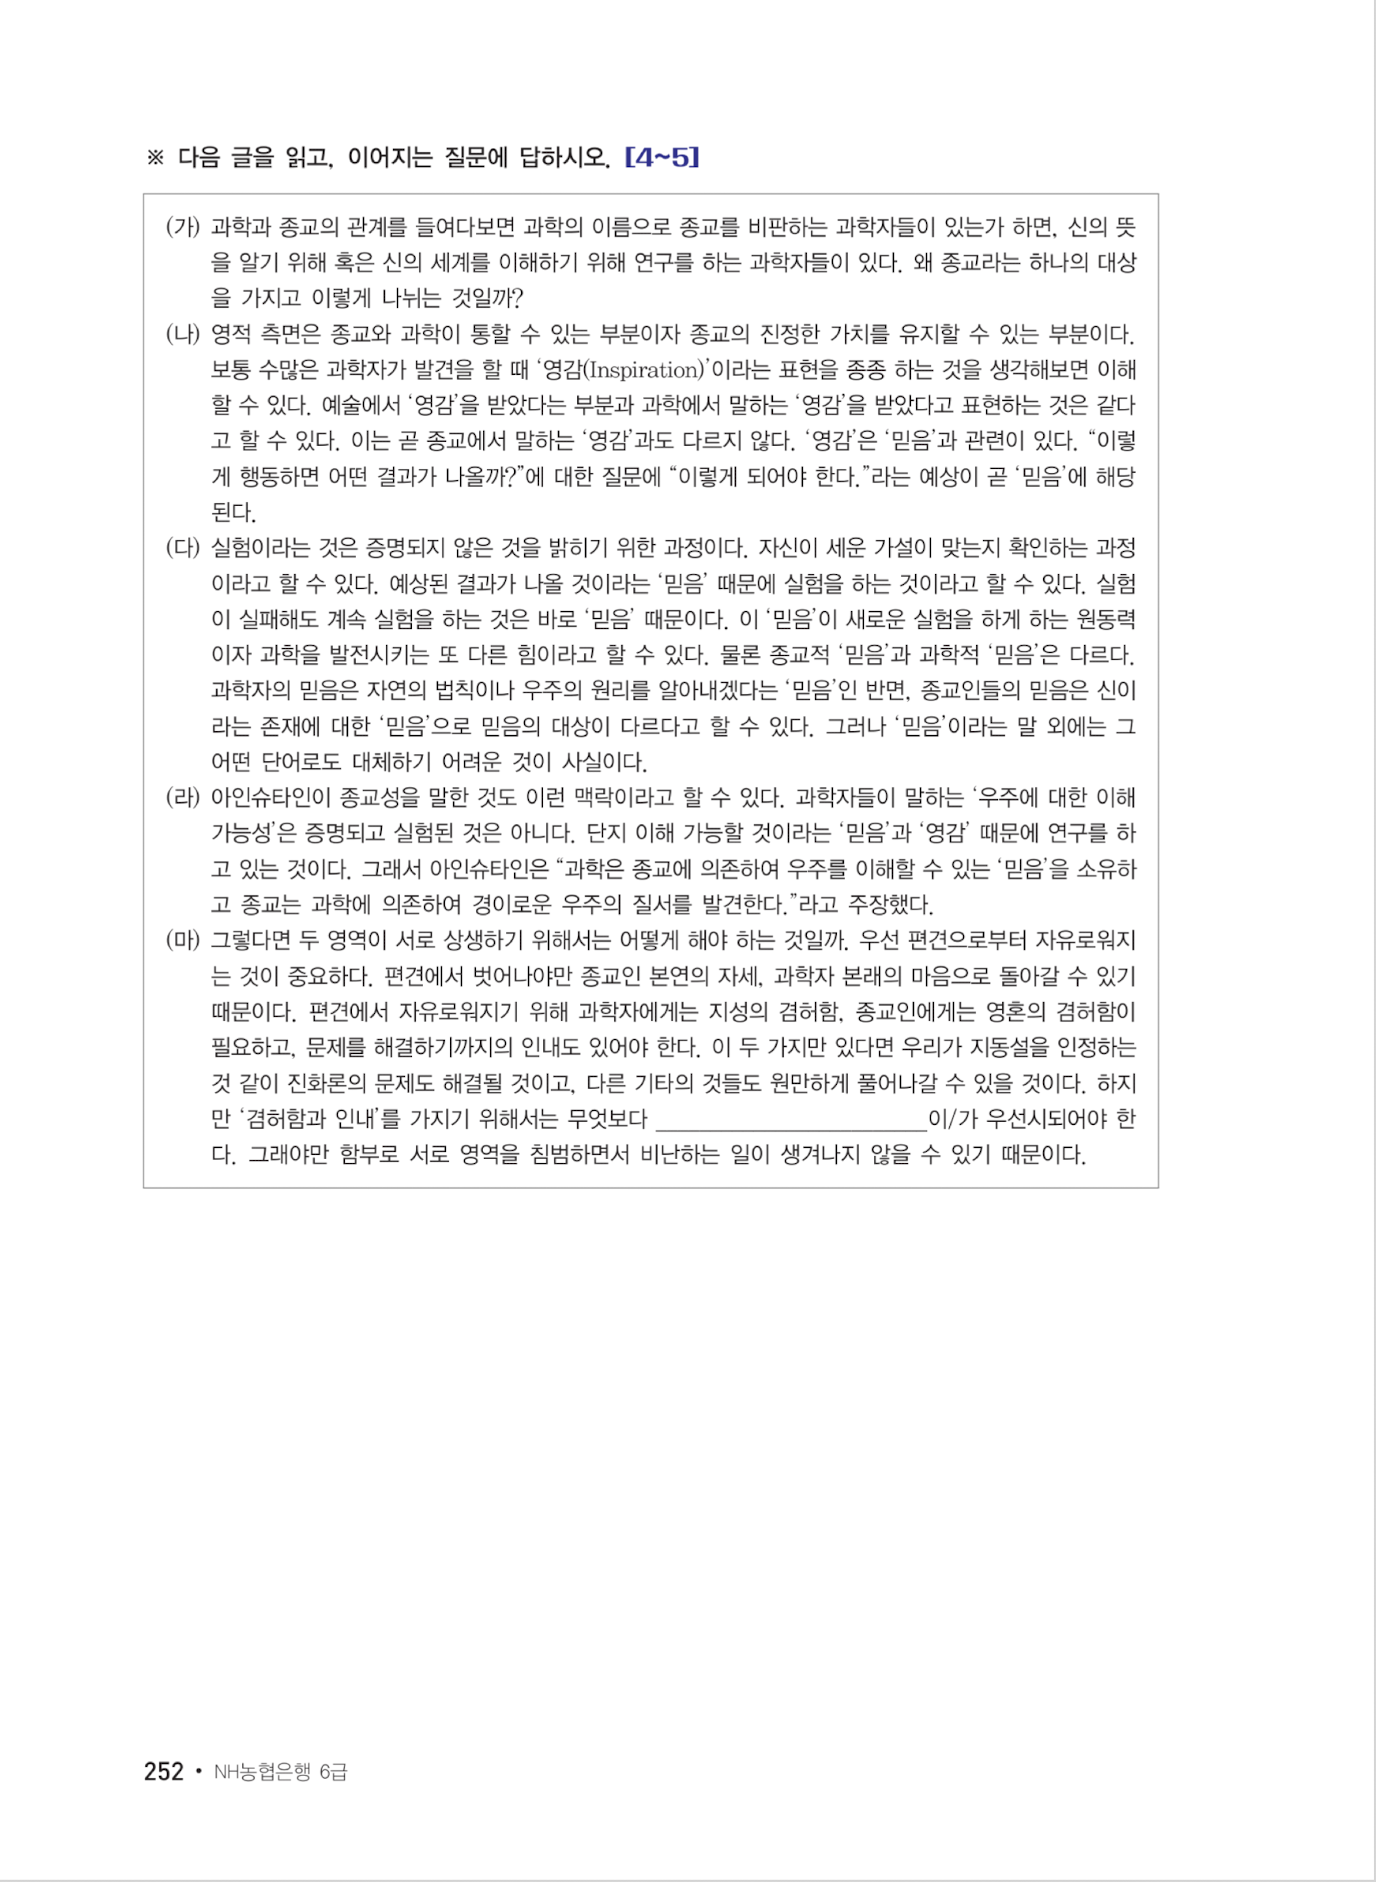 ※ 다음 글을 읽고, 이어지는 질문에 답하시오. [4~5]
(가) 과학과 종교의 관계를 들여다보면 과학의 이름으로 종교를 비판하는 과학자들이 있는가 하면, 신의 뜻
을 알기 위해 혹은 신의 세계를 이해하기 위해 연구를 하는 과학자들이 있다. 왜 종교라는 하나의 대상
을 가지고 이렇게 나뉘는 것일까?
(나) 영적 측면은 종교와 과학이 통할 수 있는 부분이자 종교의 진정한 가치를 유지할 수 있는 부분이다.
보통 수많은 과학자가 발견을 할 때 ‘영감(Inspiration)’이라는 표현을 종종 하는 것을 생각해보면 이해
할 수 있다. 예술에서 ‘영감’을 받았다는 부분과 과학에서 말하는 ‘영감’을 받았다고 표현하는 것은 같다
고 할 수 있다. 이는 곧 종교에서 말하는 ‘영감’과도 다르지 않다. ‘영감’은 ‘믿음’과 관련이 있다. “이렇
게 행동하면 어떤 결과가 나올까?”에 대한 질문에 “이렇게 되어야 한다.”라는 예상이 곧 ‘믿음’에 해당
된다.
(다) 실험이라는 것은 증명되지 않은 것을 밝히기 위한 과정이다. 자신이 세운 가설이 맞는지 확인하는 과정
이라고 할 수 있다. 예상된 결과가 나올 것이라는 ‘믿음’ 때문에 실험을 하는 것이라고 할 수 있다. 실험
이 실패해도 계속 실험을 하는 것은 바로 ‘믿음’ 때문이다. 이 ‘믿음’이 새로운 실험을 하게 하는 원동력
이자 과학을 발전시키는 또 다른 힘이라고 할 수 있다. 물론 종교적 ‘믿음’과 과학적 ‘믿음’은 다르다.
과학자의 믿음은 자연의 법칙이나 우주의 원리를 알아내겠다는 ‘믿음’인 반면, 종교인들의 믿음은 신이
라는 존재에 대한 ‘믿음’으로 믿음의 대상이 다르다고 할 수 있다. 그러나 ‘믿음’이라는 말 외에는 그
어떤 단어로도 대체하기 어려운 것이 사실이다.
(라) 아인슈타인이 종교성을 말한 것도 이런 맥락이라고 할 수 있다. 과학자들이 말하는 ‘우주에 대한 이해
가능성’은 증명되고 실험된 것은 아니다. 단지 이해 가능할 것이라는 ‘믿음’과 ‘영감’ 때문에 연구를 하
고 있는 것이다. 그래서 아인슈타인은 “과학은 종교에 의존하여 우주를 이해할 수 있는 ‘믿음’을 소유하
고 종교는 과학에 의존하여 경이로운 우주의 질서를 발견한다.”라고 주장했다.
(마) 그렇다면 두 영역이 서로 상생하기 위해서는 어떻게 해야 하는 것일까. 우선 편견으로부터 자유로워지
는 것이 중요하다. 편견에서 벗어나야만 종교인 본연의 자세, 과학자 본래의 마음으로 돌아갈 수 있기
때문이다. 편견에서 자유로워지기 위해 과학자에게는 지성의 겸허함, 종교인에게는 영혼의 겸허함이
필요하고, 문제를 해결하기까지의 인내도 있어야 한다. 이 두 가지만 있다면 우리가 지동설을 인정하는
것 같이 진화론의 문제도 해결될 것이고, 다른 기타의 것들도 원만하게 풀어나갈 수 있을 것이다. 하지
만 ‘겸허함과 인내’를 가지기 위해서는 무엇보다 ____________________이/가 우선시되어야 한
다. 그래야만 함부로 서로 영역을 침범하면서 비난하는 일이 생겨나지 않을 수 있기 때문이다.
252 • NH농협은행 6급